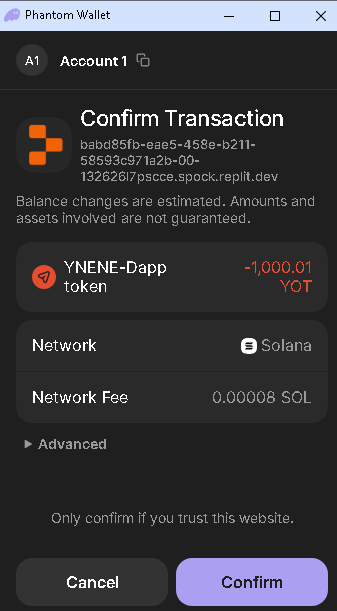 Phantom Wallet
A1 Account 1
Confirm Transaction
babd85fb-eae5-458e-b211-
58593c971a2b-00-
132626l7pscce.spock.replit.dev
Balance changes are estimated. Amounts and
assets involved are not guaranteed.
YNENE-Dapp -1,000.01
token YOT
Network Solana
Network Fee 0.00008 SOL
Advanced
Only confirm if you trust this website.
Cancel Confirm